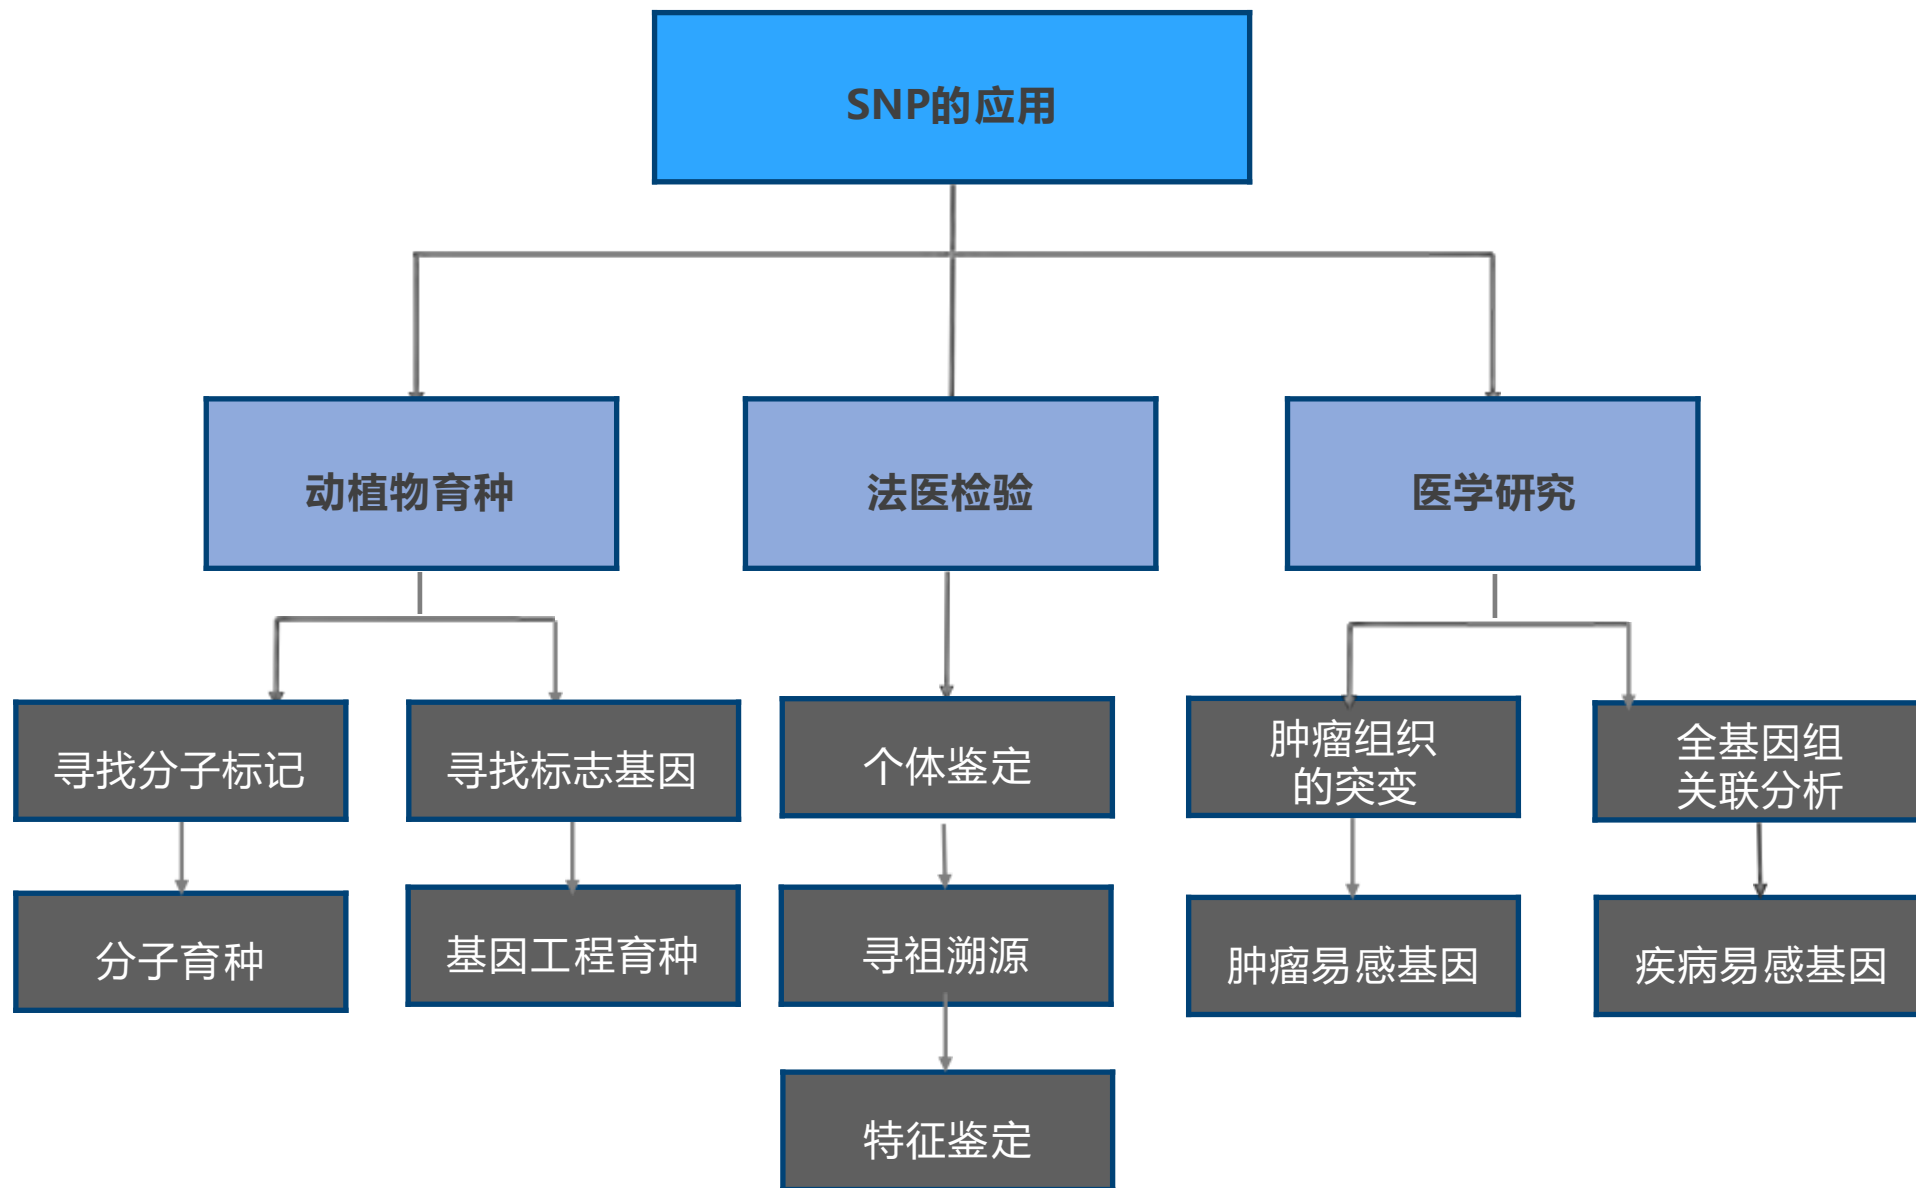 SNP的应用
动植物育种
法医检验
医学研究
寻找分子标记
寻找标志基因
个体鉴定
肿瘤组织
的突变
全基因组
关联分析
分子育种
基因工程育种
寻祖溯源
肿瘤易感基因
疾病易感基因
特征鉴定